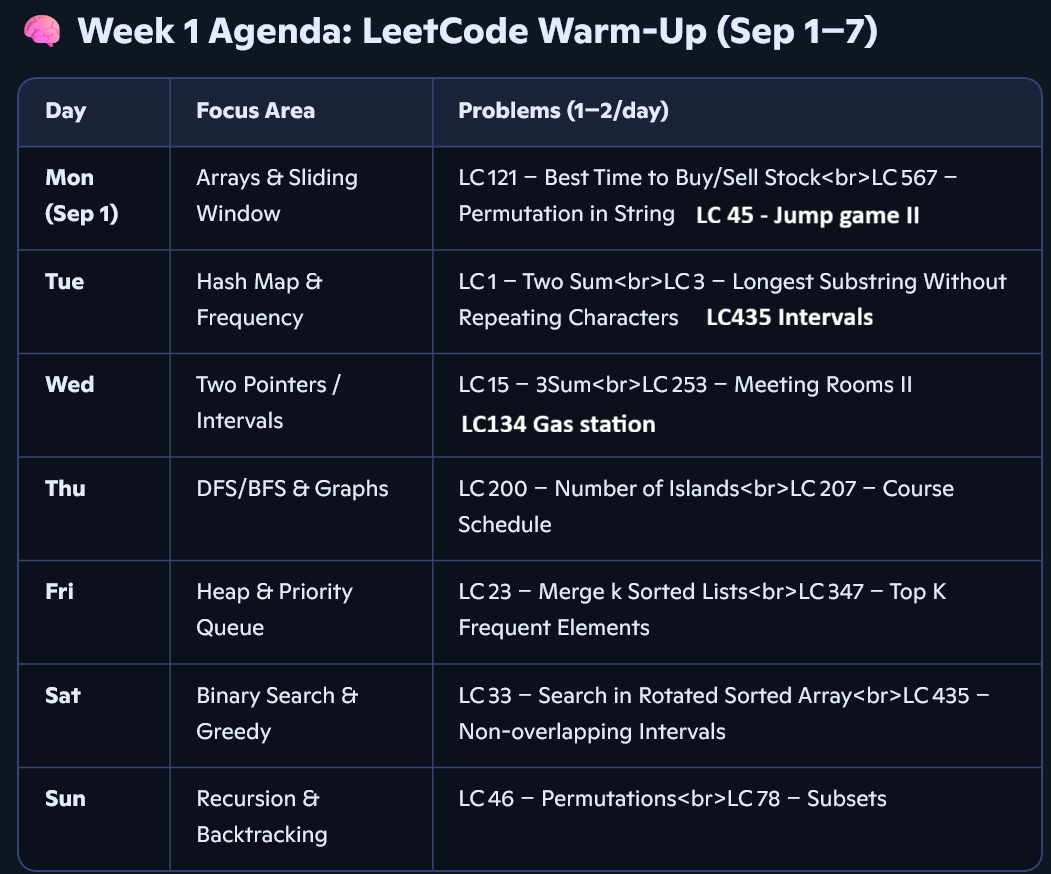 🧠 Week 1 Agenda: LeetCode Warm-Up (Sep 1–7)
Day Focus Area Problems (1–2/day)
Mon Arrays & Sliding LC 121 – Best Time to Buy/Sell Stock<br>LC 567 –
(Sep 1) Window Permutation in String LC 45 - Jump game II
Tue Hash Map & LC 1 – Two Sum<br>LC 3 – Longest Substring Without
Frequency Repeating Characters LC435 Intervals
Wed Two Pointers / LC 15 – 3Sum<br>LC 253 – Meeting Rooms II
Intervals LC134 Gas station
Thu DFS/BFS & Graphs LC 200 – Number of Islands<br>LC 207 – Course
Schedule
Fri Heap & Priority LC 23 – Merge k Sorted Lists<br>LC 347 – Top K
Queue Frequent Elements
Sat Binary Search & LC 33 – Search in Rotated Sorted Array<br>LC 435 –
Greedy Non-overlapping Intervals
Sun Recursion & LC 46 – Permutations<br>LC 78 – Subsets
Backtracking